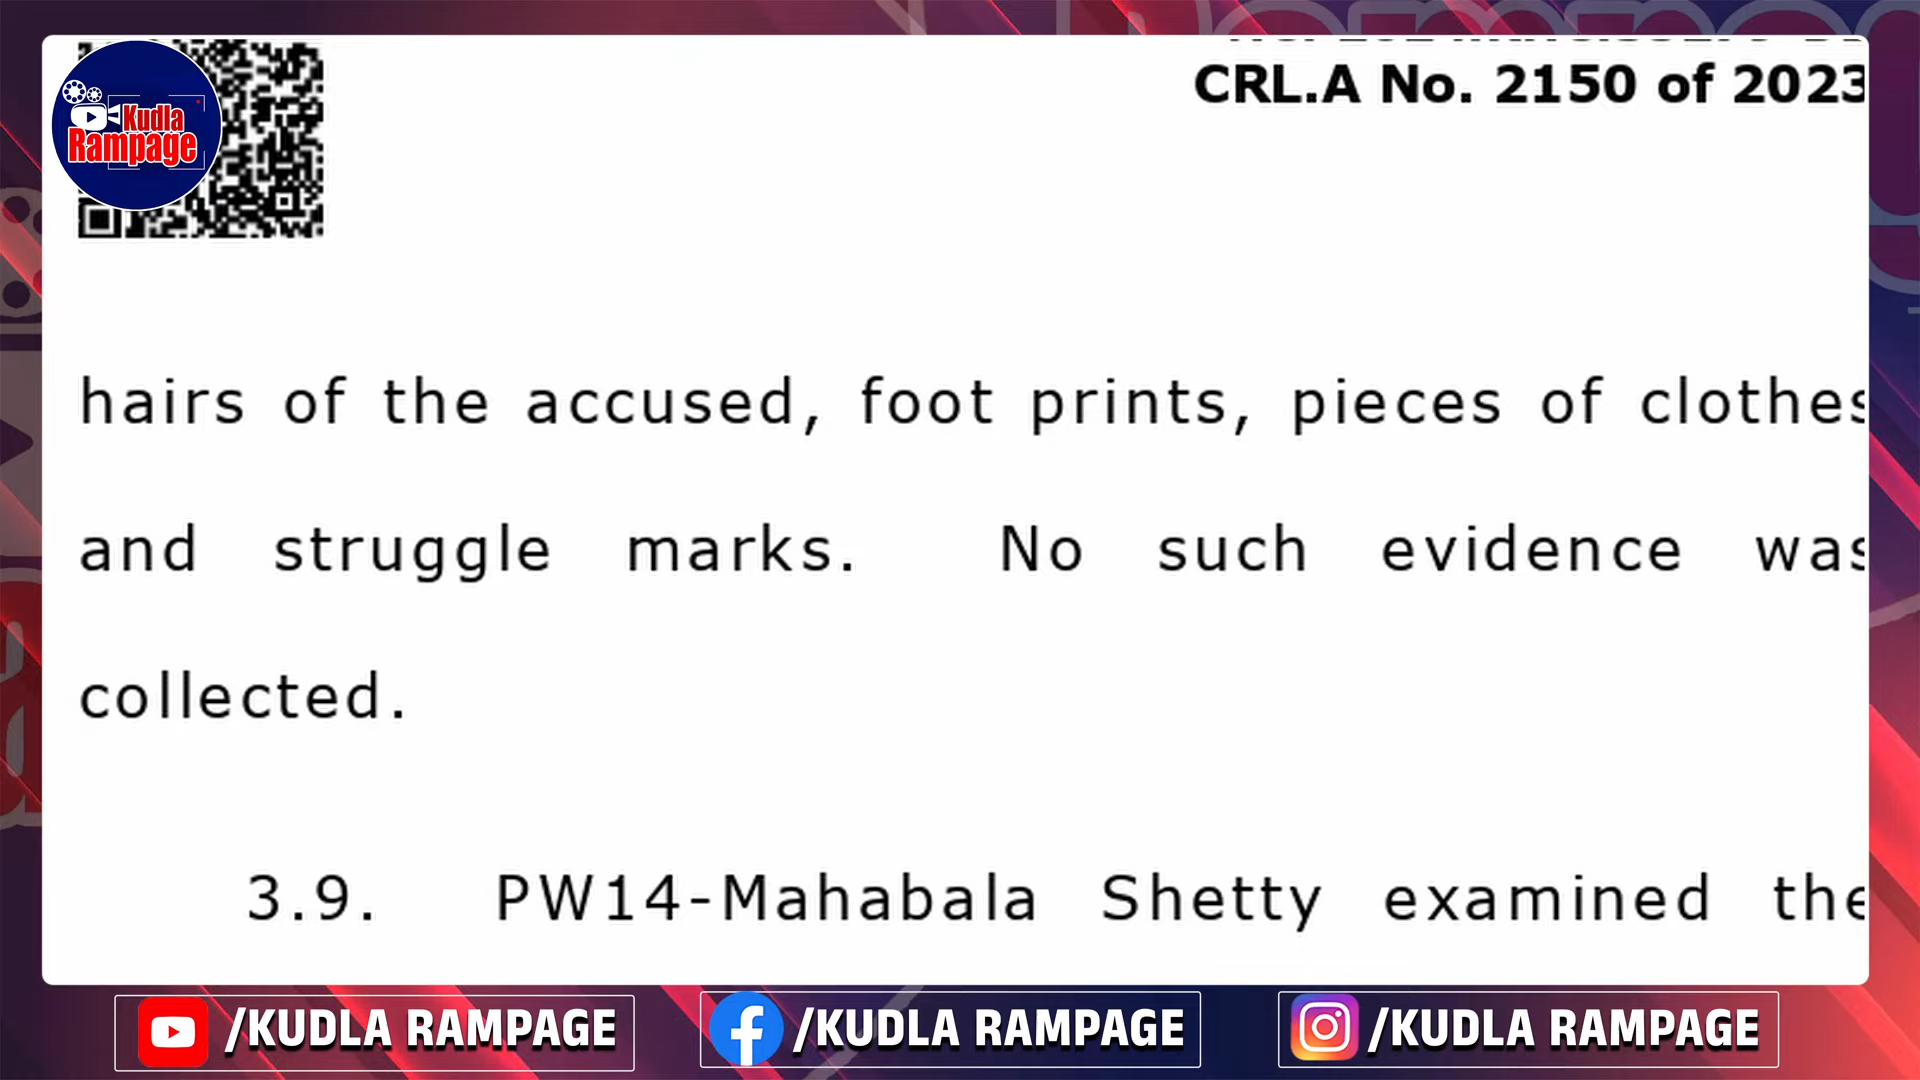 Kudla
Rampage
CRL.A No. 2150 of 2023
hairs of the accused, foot prints, pieces of clothes
and struggle marks. No such evidence was
collected.
3.9. PW14-Mahabala Shetty examined the
/KUDLA RAMPAGE
/KUDLA RAMPAGE
/KUDLA RAMPAGE